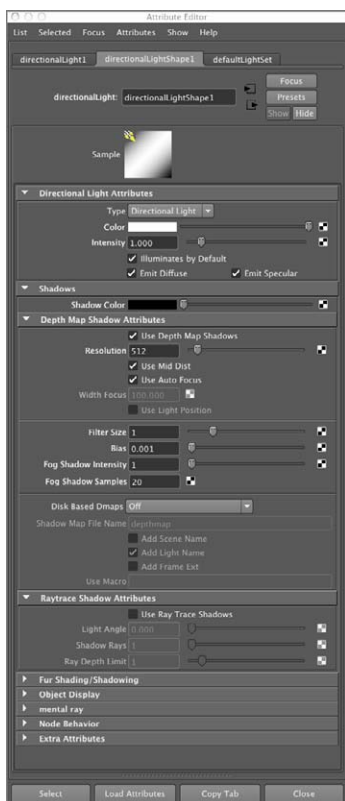 Attribute Editor
List Selected Focus Attributes Show Help
directionalLight1 directionalLightShape1 defaultLightSet
Focus
directionalLight: directionalLightShape1 Presets
Show Hide
Sample
Directional Light Attributes
Type Directional Light
Color
Intensity 1.000
Illuminates by Default
Emit Diffuse Emit Specular
Shadows
Shadow Color
Depth Map Shadow Attributes
Use Depth Map Shadows
Resolution 512
Use Mid Dist
Use Auto Focus
Width Focus 100.000
Use Light Position
Filter Size 1
Bias 0.001
Fog Shadow Intensity 1
Fog Shadow Samples 20
Disk Based Dmaps Off
Shadow Map File Name depthmap
Add Scene Name
Add Light Name
Add Frame Ext
Use Macro
Raytrace Shadow Attributes
Use Ray Trace Shadows
Light Angle 0.000
Shadow Rays 1
Ray Depth Limit 1
Fur Shading/Shadowing
Object Display
mental ray
Node Behavior
Extra Attributes
Select Load Attributes Copy Tab Close